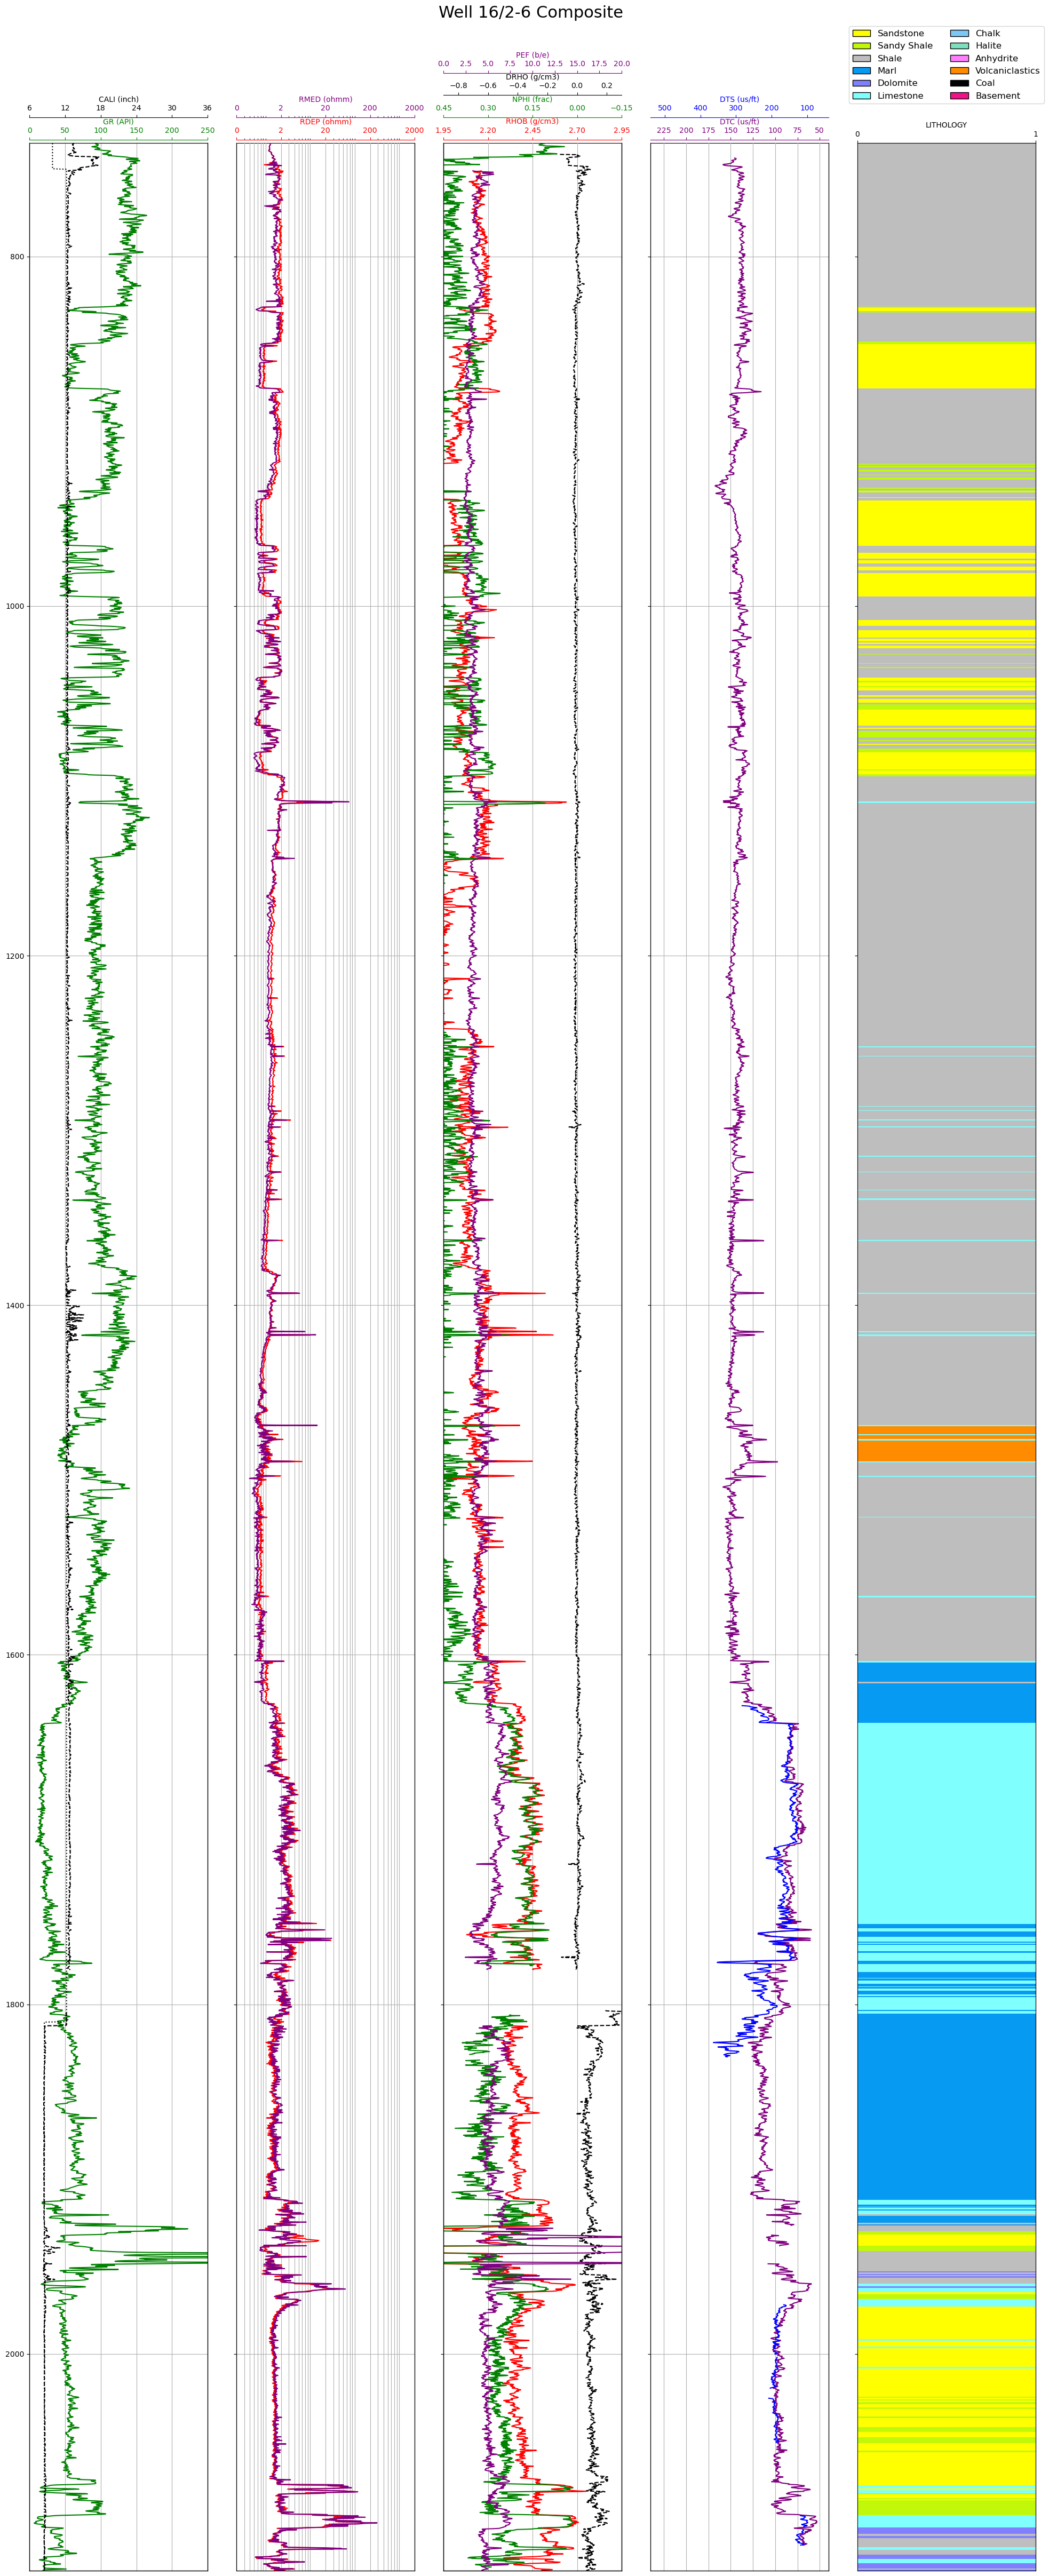 Well 16/2-6 Composite
Sandstone Chalk
Sandy Shale Halite
Shale Anhydrite
Marl Volcaniclastics
Dolomite Coal
Limestone Basement
PEF (b/e)
0.0 2.5 5.0 7.5 10.0 12.5 15.0 17.5 20.0
DRHO (g/cm3)
−0.8 −0.6 −0.4 −0.2 0.0 0.2
CALI (inch) RMED (ohmm) NPHI (frac) DTS (us/ft)
6 12 18 24 30 36 0 2 20 200 2000 0.45 0.30 0.15 0.00 −0.15 500 400 300 200 100
GR (API) RDEP (ohmm) RHOB (g/cm3) DTC (us/ft) LITHOLOGY
0 50 100 150 200 250 0 2 20 200 2000 1.95 2.20 2.45 2.70 2.95 225 200 175 150 125 100 75 50 0 1
800
1000
1200
1400
1600
1800
2000